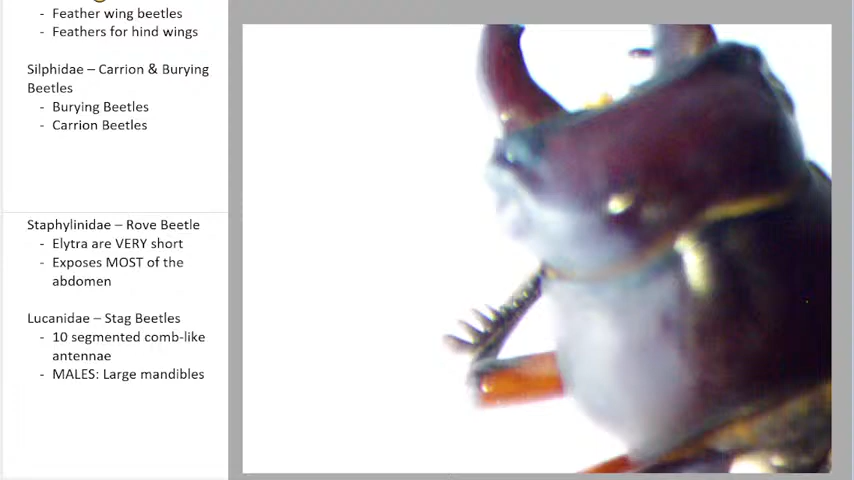 - Feather wing beetles
- Feathers for hind wings
Silphidae – Carrion & Burying
Beetles
- Burying Beetles
- Carrion Beetles
Staphylinidae – Rove Beetle
- Elytra are VERY short
- Exposes MOST of the
abdomen
Lucanidae – Stag Beetles
- 10 segmented comb-like
antennae
- MALES: Large mandibles